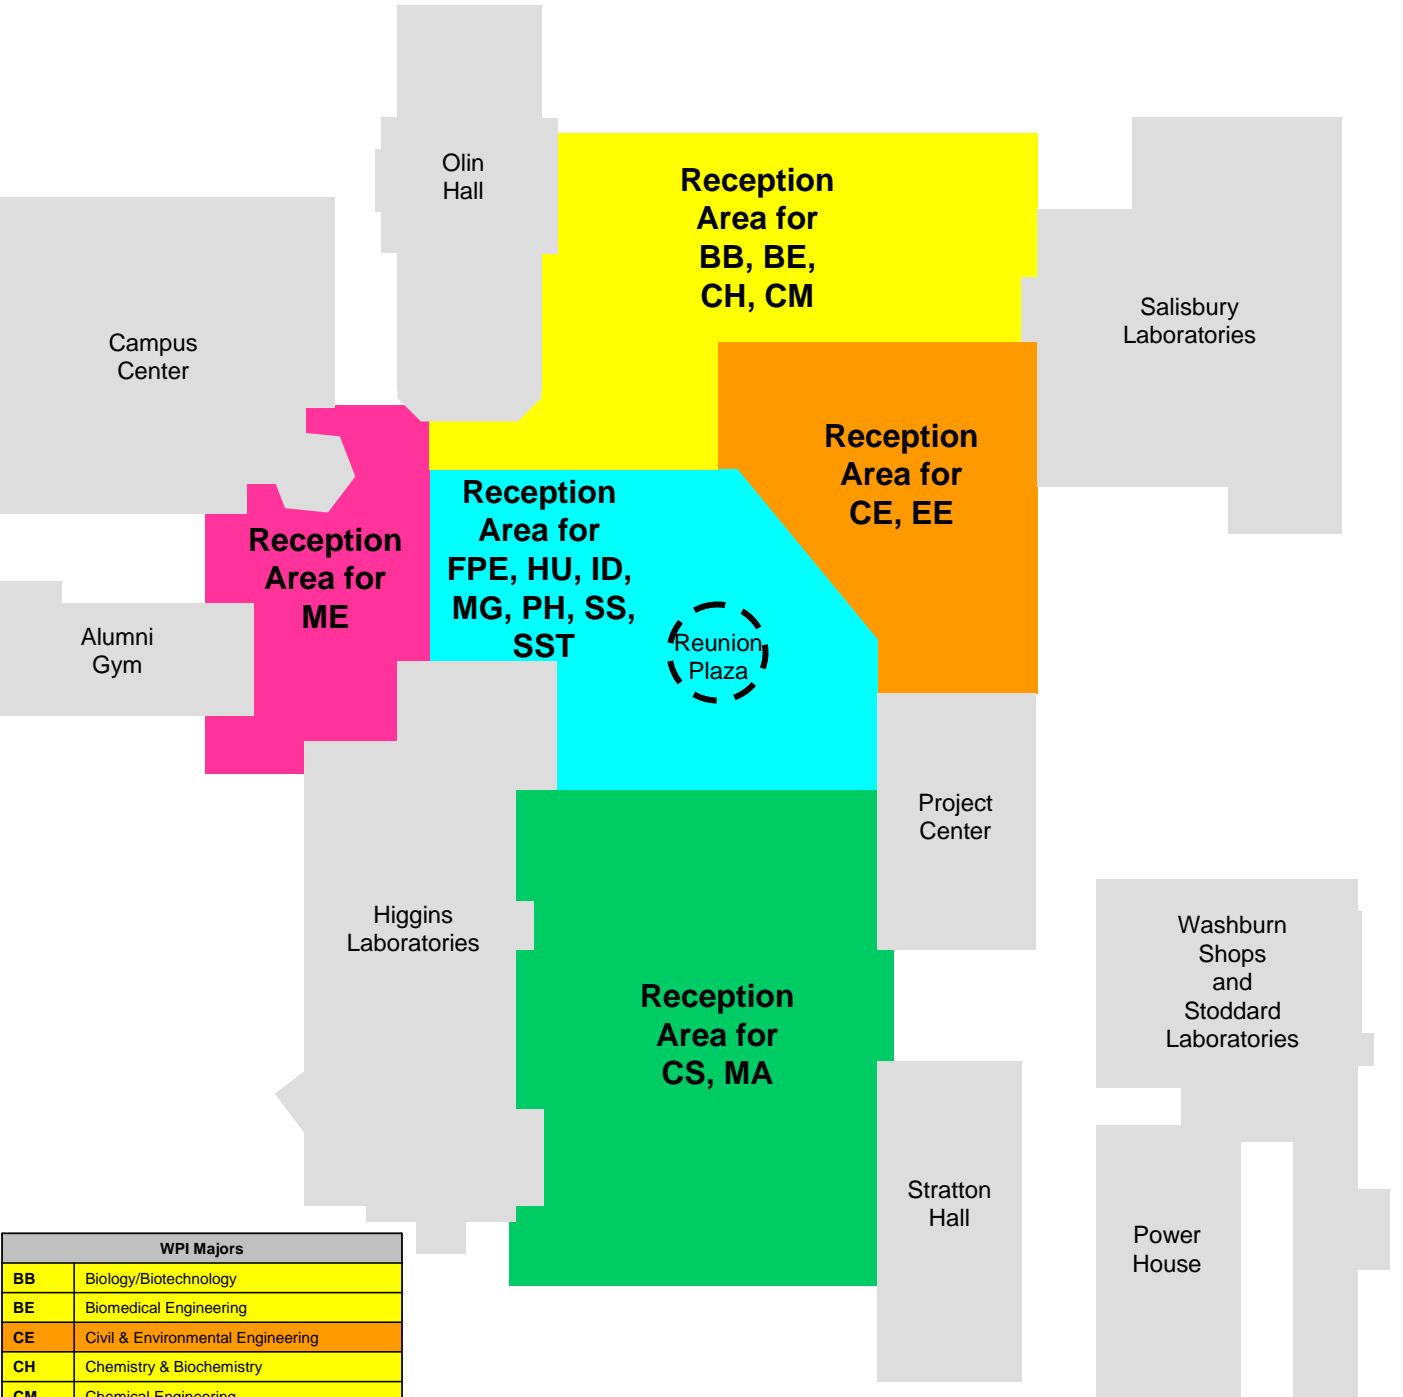 Olin
Hall
Reception
Area for
BB, BE,
CH, CM
Campus
Center
Salisbury
Laboratories
Reception
Area for
CE, EE
Reception
Area for
FPE, HU, ID,
MG, PH, SS,
SST
Reception
Area for
ME
Alumni
Gym
Reunion
Plaza
Project
Center
Higgins
Laboratories
Washburn
Shops
and
Stoddard
Laboratories
Reception
Area for
CS, MA
Stratton
Hall
Power
House
WPI Majors
BB Biology/Biotechnology
BE Biomedical Engineering
CE Civil & Environmental Engineering
CH Chemistry & Biochemistry
CM Chemical Engineering